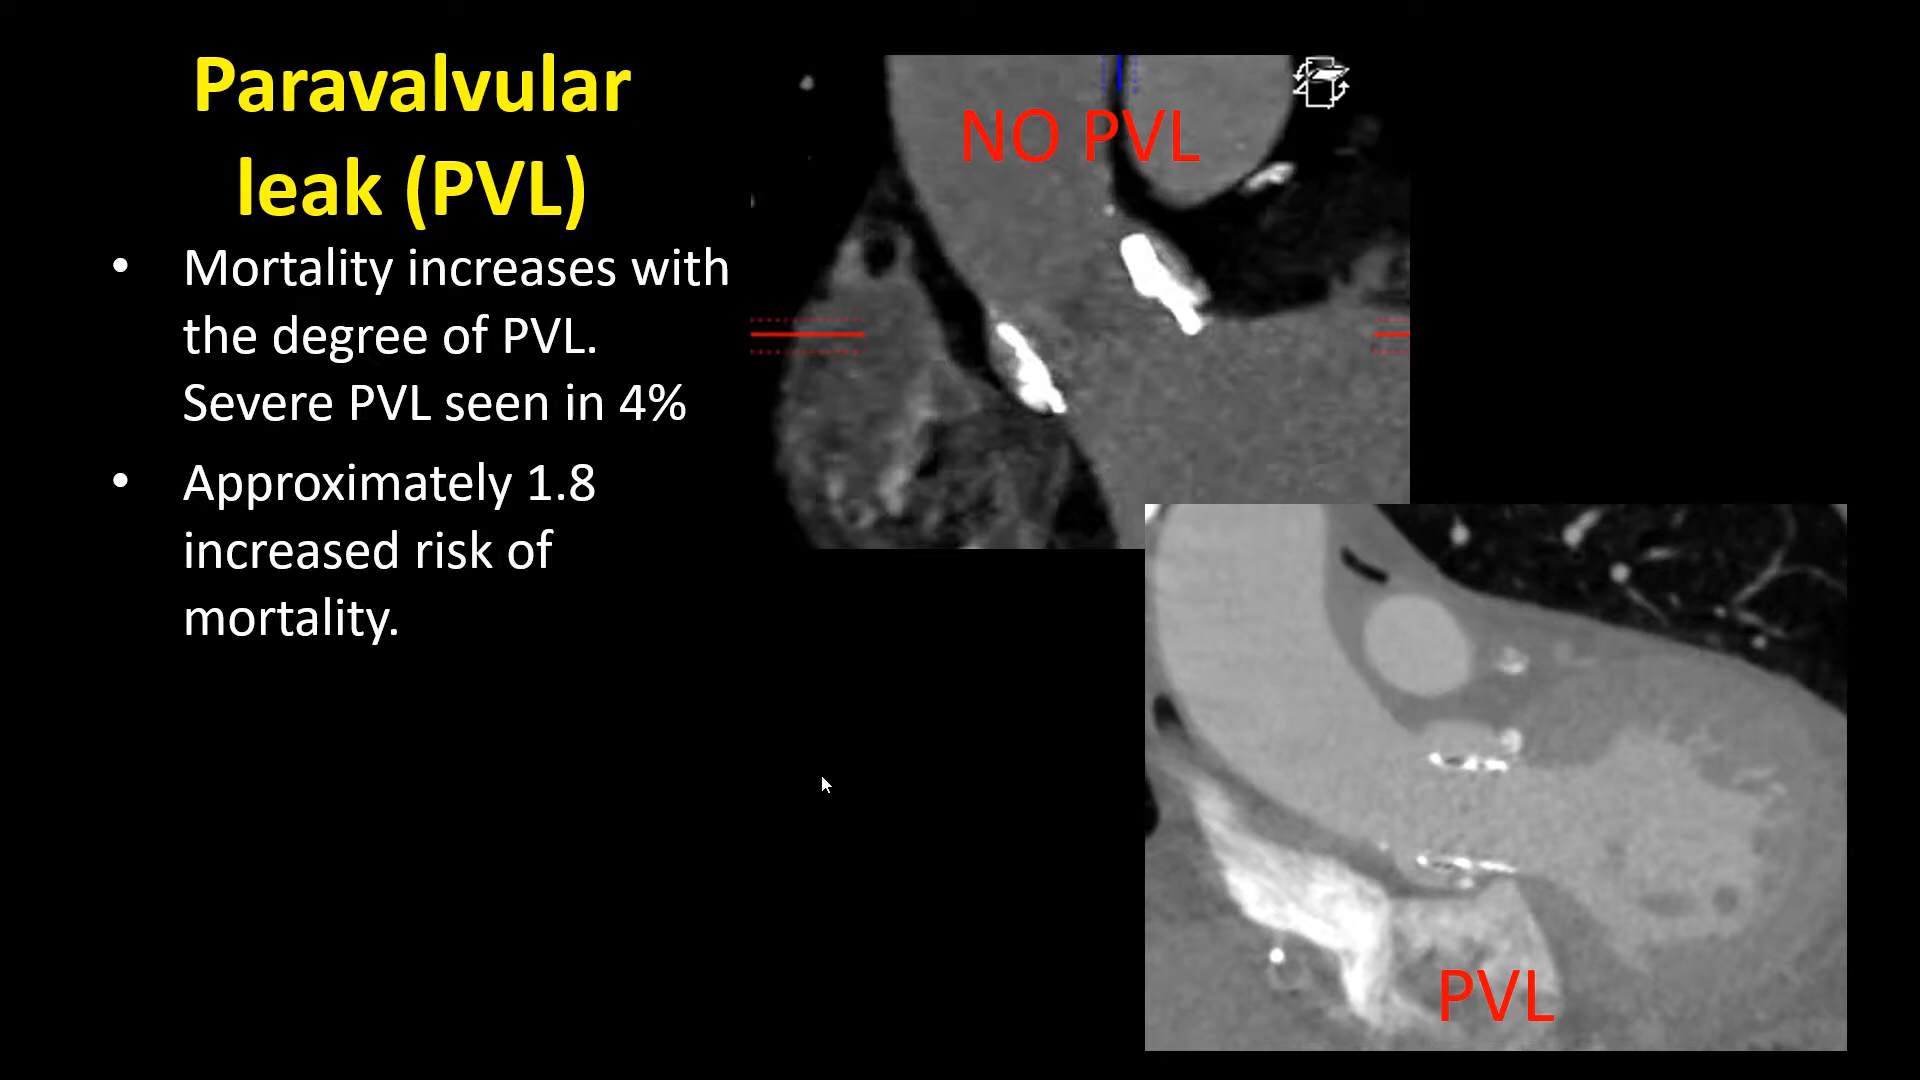 Paravalvular
leak (PVL)
• Mortality increases with
the degree of PVL.
Severe PVL seen in 4%
• Approximately 1.8
increased risk of
mortality.
NO PVL
PVL